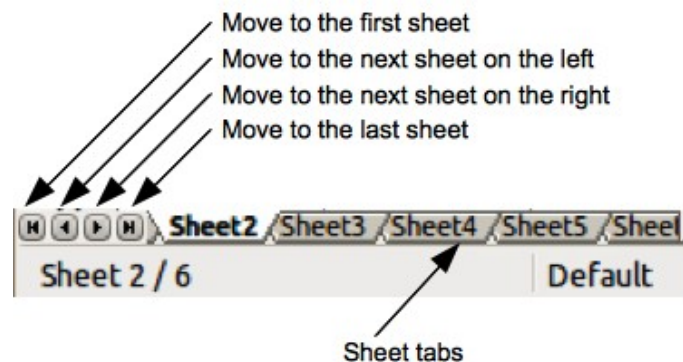 Move to the first sheet
Move to the next sheet on the left
Move to the next sheet on the right
Move to the last sheet
Sheet2 Sheet3 Sheet4 Sheet5 Sheet
Sheet 2 / 6 Default
Sheet tabs